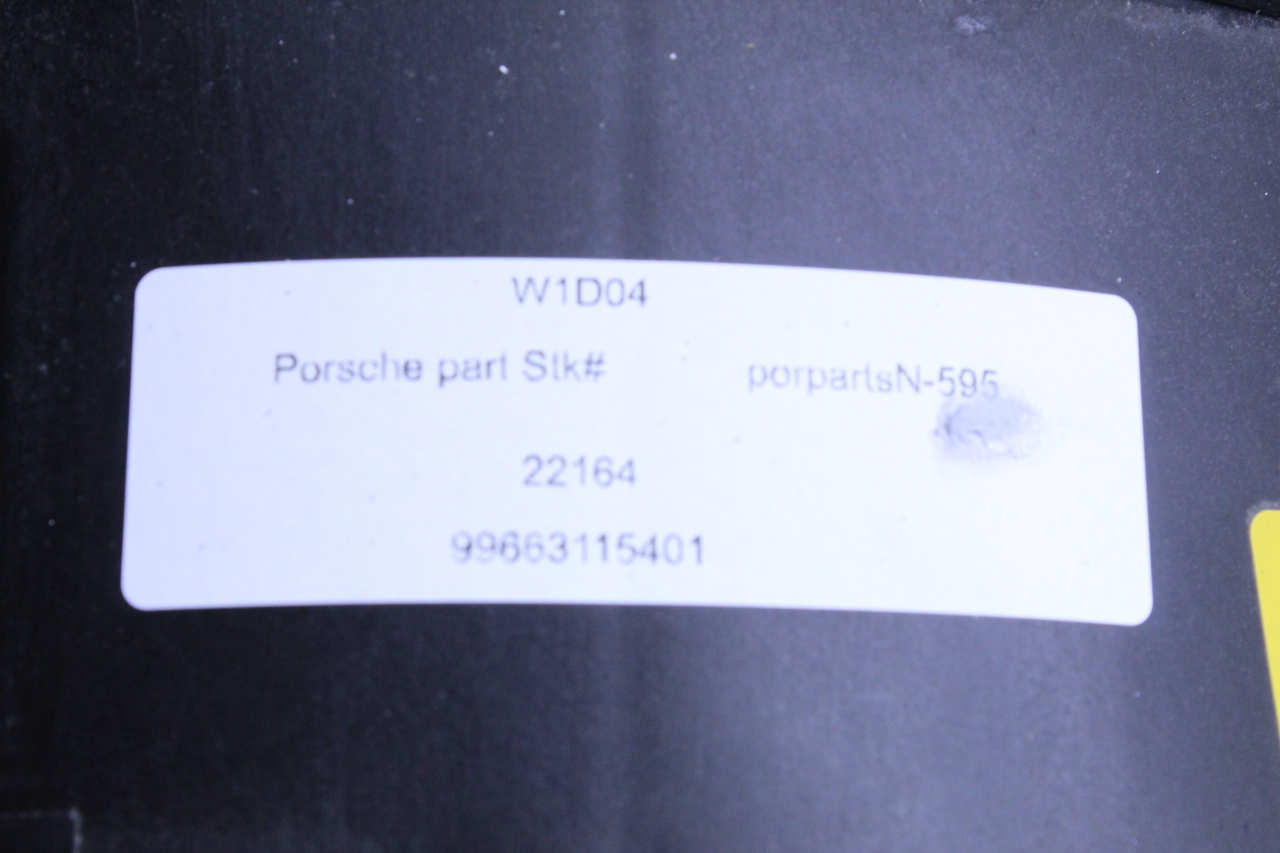 W1D04
Porsche part Stk# porpartsN-595
22164
99663115401